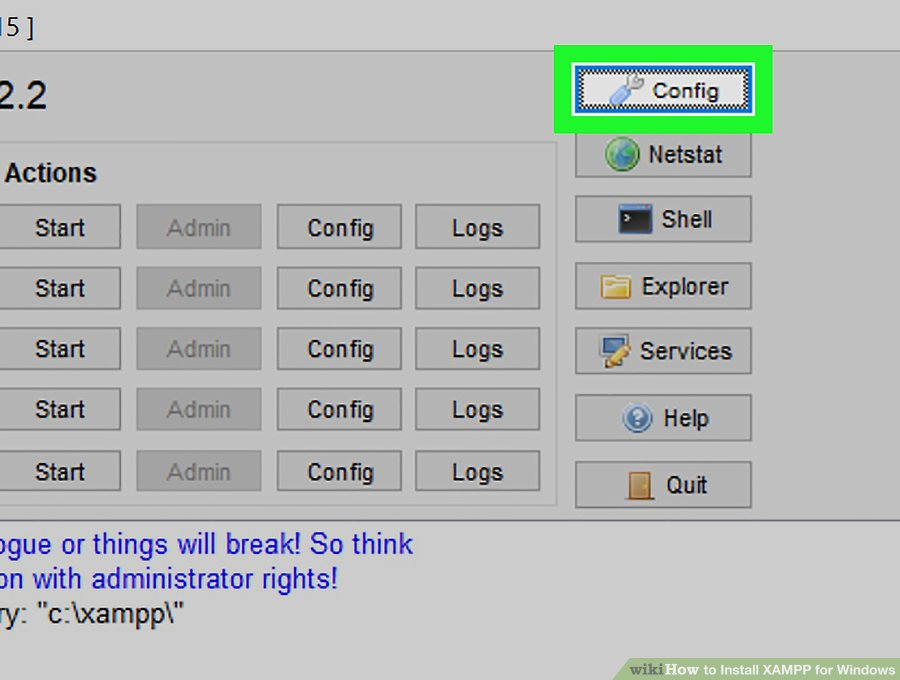 15 ]
2.2
Config
Netstat
Actions
Shell
Start Admin Config Logs
Explorer
Start Admin Config Logs
Services
Start Admin Config Logs
Help
Start Admin Config Logs
Quit
Start Admin Config Logs
ogue or things will break! So think
on with administrator rights!
ry: "c:\xampp\"
wikiHow to Install XAMPP for Windows